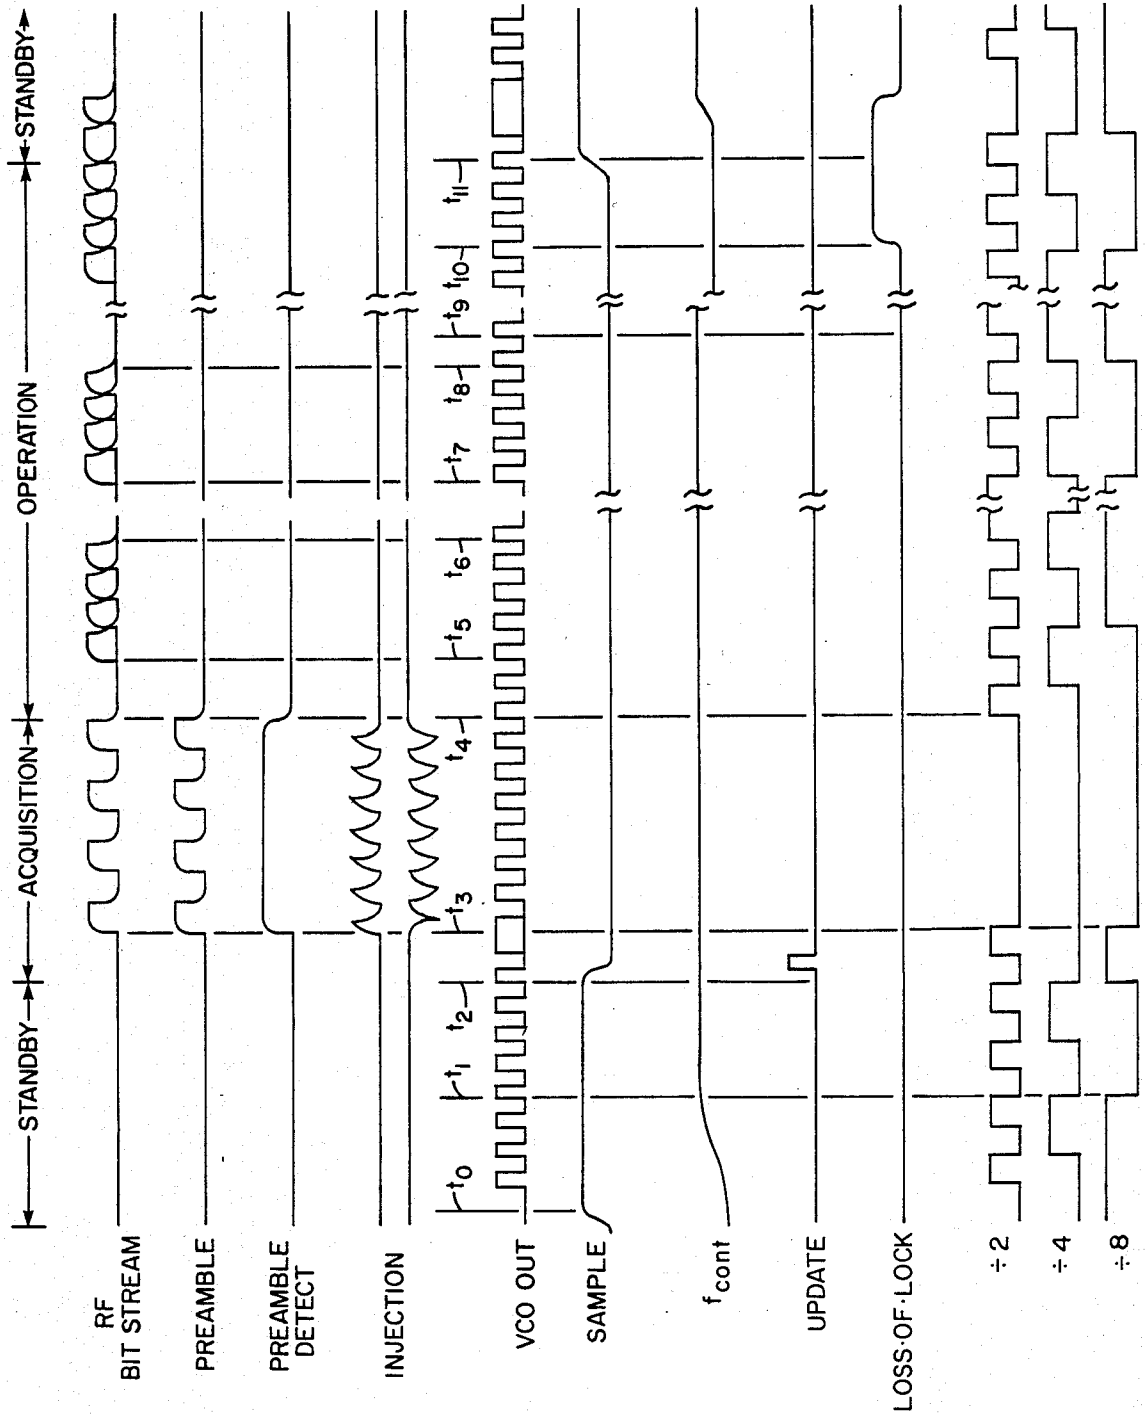 STANDBY
ACQUISITION
OPERATION
STANDBY
RF
BIT STREAM
PREAMBLE
PREAMBLE
DETECT
INJECTION
t0
t1
t2
t3
t4
t5
t6
t7
t8
t9
t10
t11
VCO OUT
SAMPLE
fcont
UPDATE
LOSS·OF·LOCK
÷2
÷4
÷8